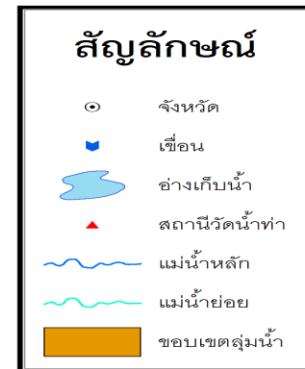 สัญลักษณ์
จังหวัด
เขื่อน
อ่างเก็บน้ำ
สถานีวัดน้ำท่า
แม่น้ำหลัก
แม่น้ำย่อย
ขอบเขตลุ่มน้ำ